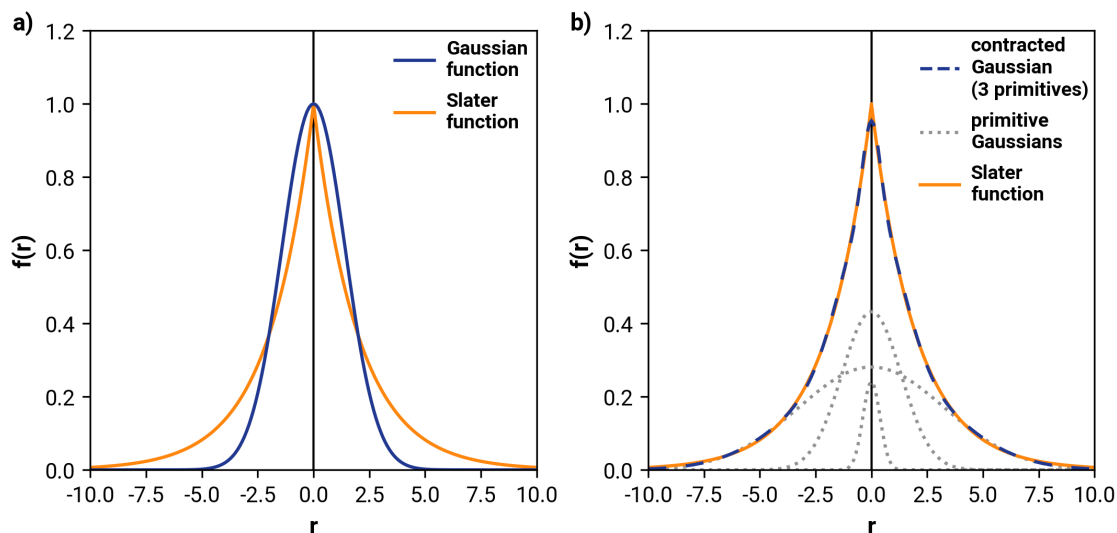 a)
1.2
1.0
0.8
0.6
0.4
0.2
0.0
f(r)
-10.0 -7.5 -5.0 -2.5 0.0 2.5 5.0 7.5 10.0
r
Gaussian
function
Slater
function
b)
1.2
1.0
0.8
0.6
0.4
0.2
0.0
f(r)
-10.0 -7.5 -5.0 -2.5 0.0 2.5 5.0 7.5 10.0
r
contracted
Gaussian
(3 primitives)
primitive
Gaussians
Slater
function